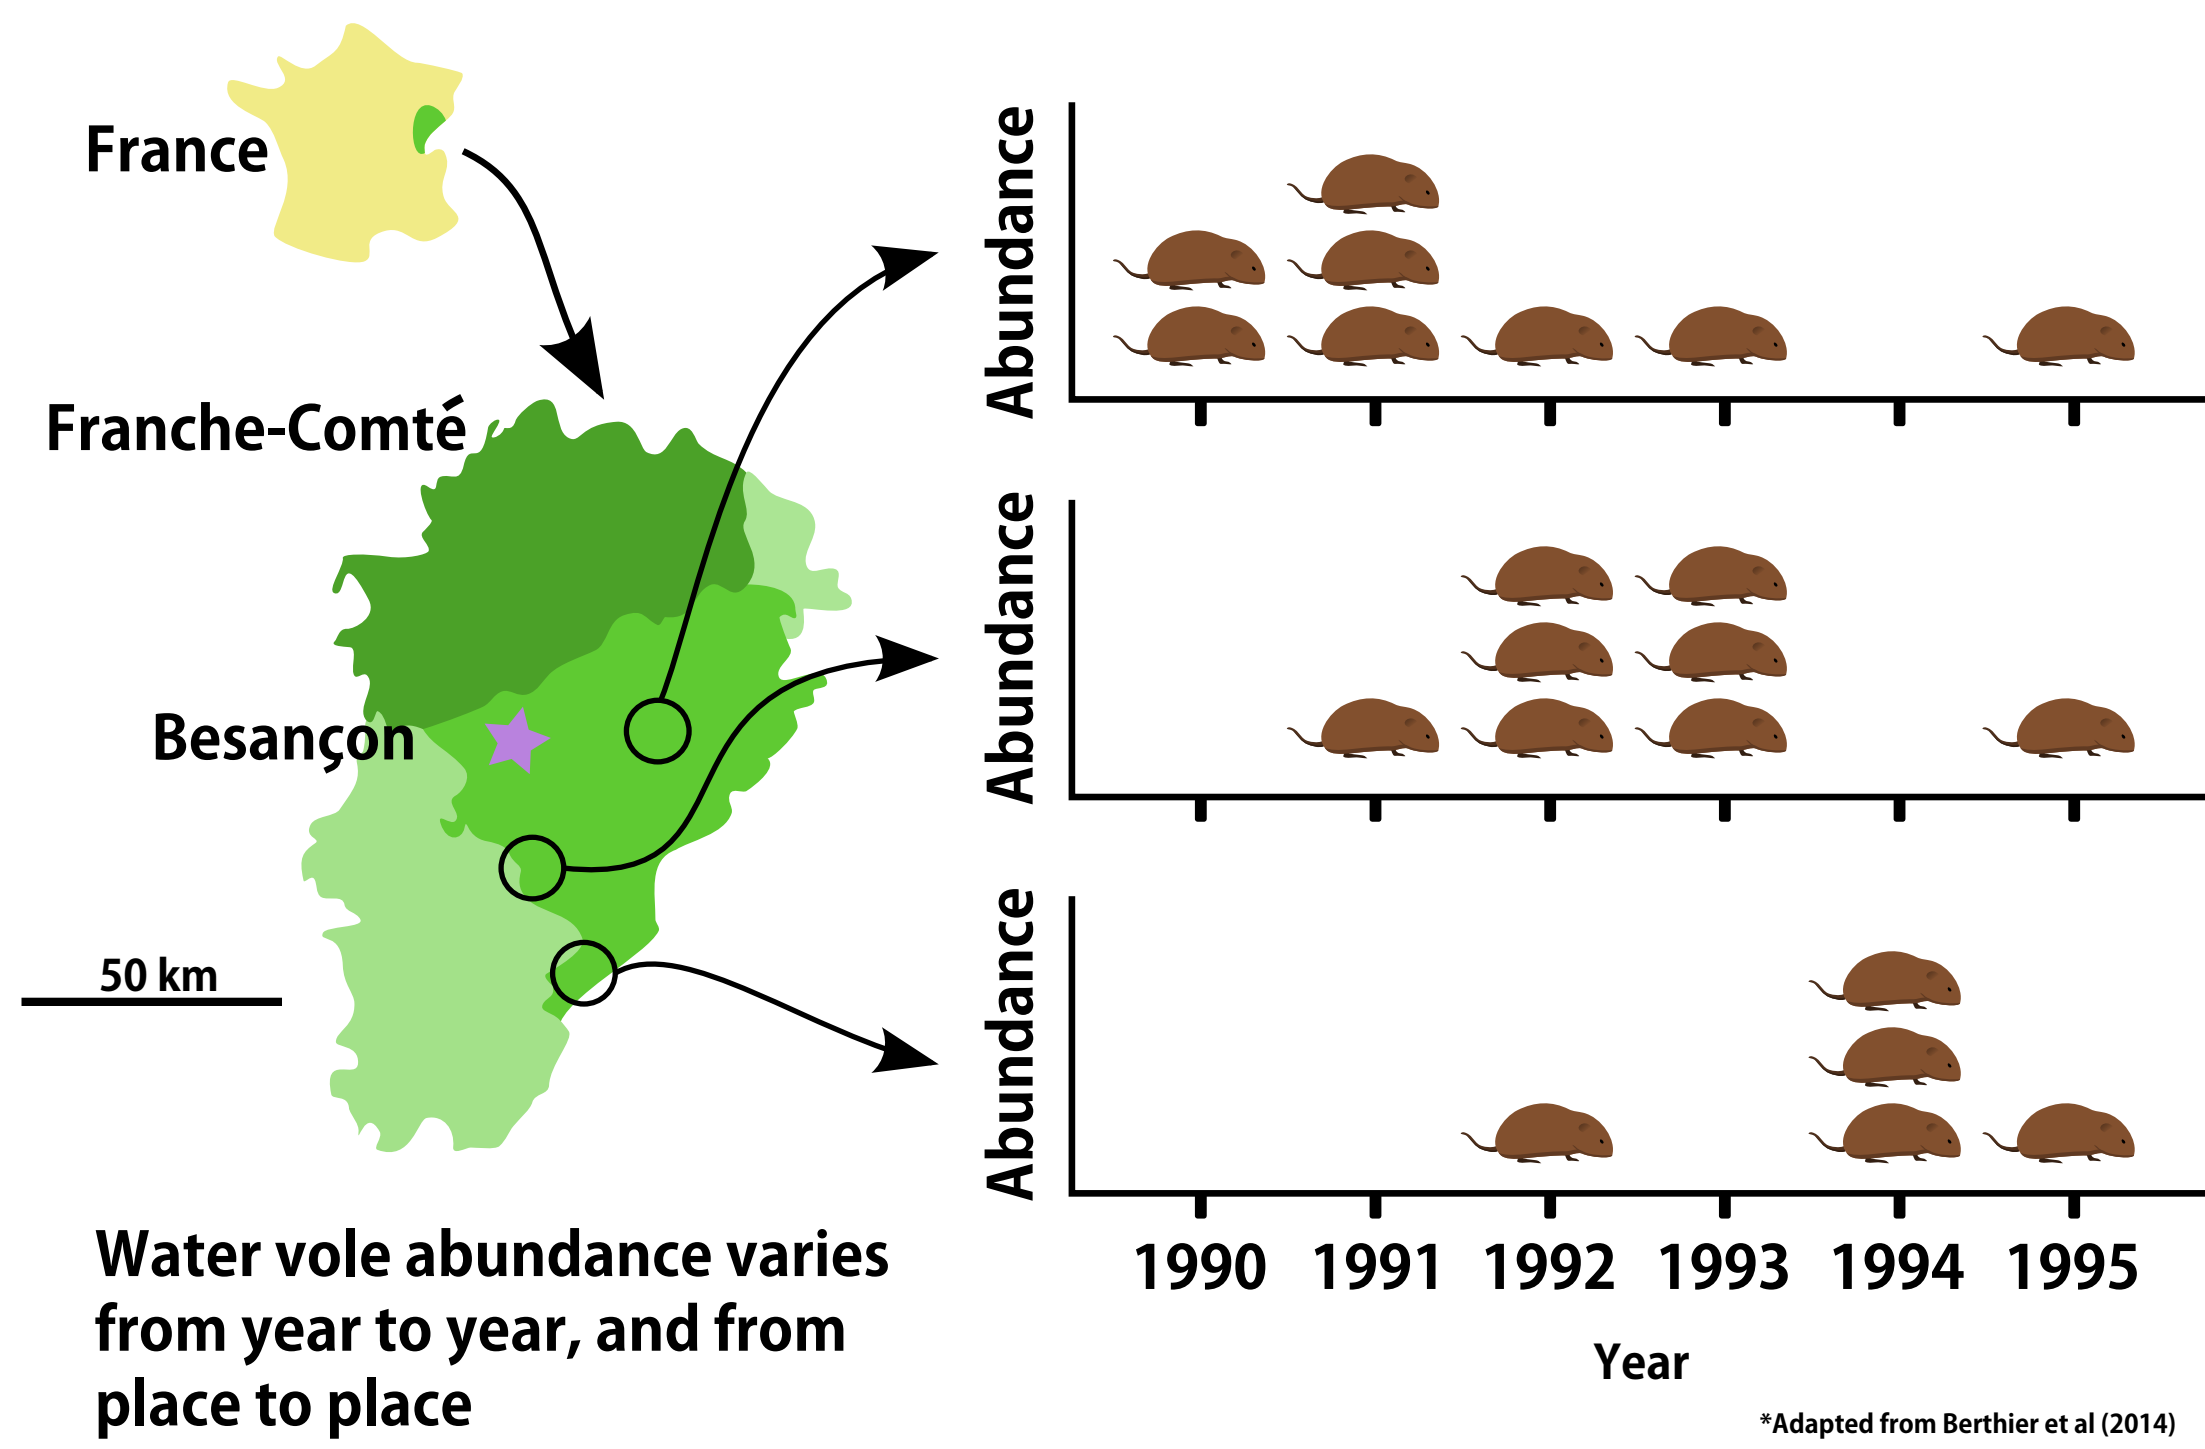 France
Franche-Comté
Besançon
50 km
Water vole abundance varies
from year to year, and from
place to place
Abundance
Abundance
Abundance
1990 1991 1992 1993 1994 1995
Year
*Adapted from Berthier et al (2014)